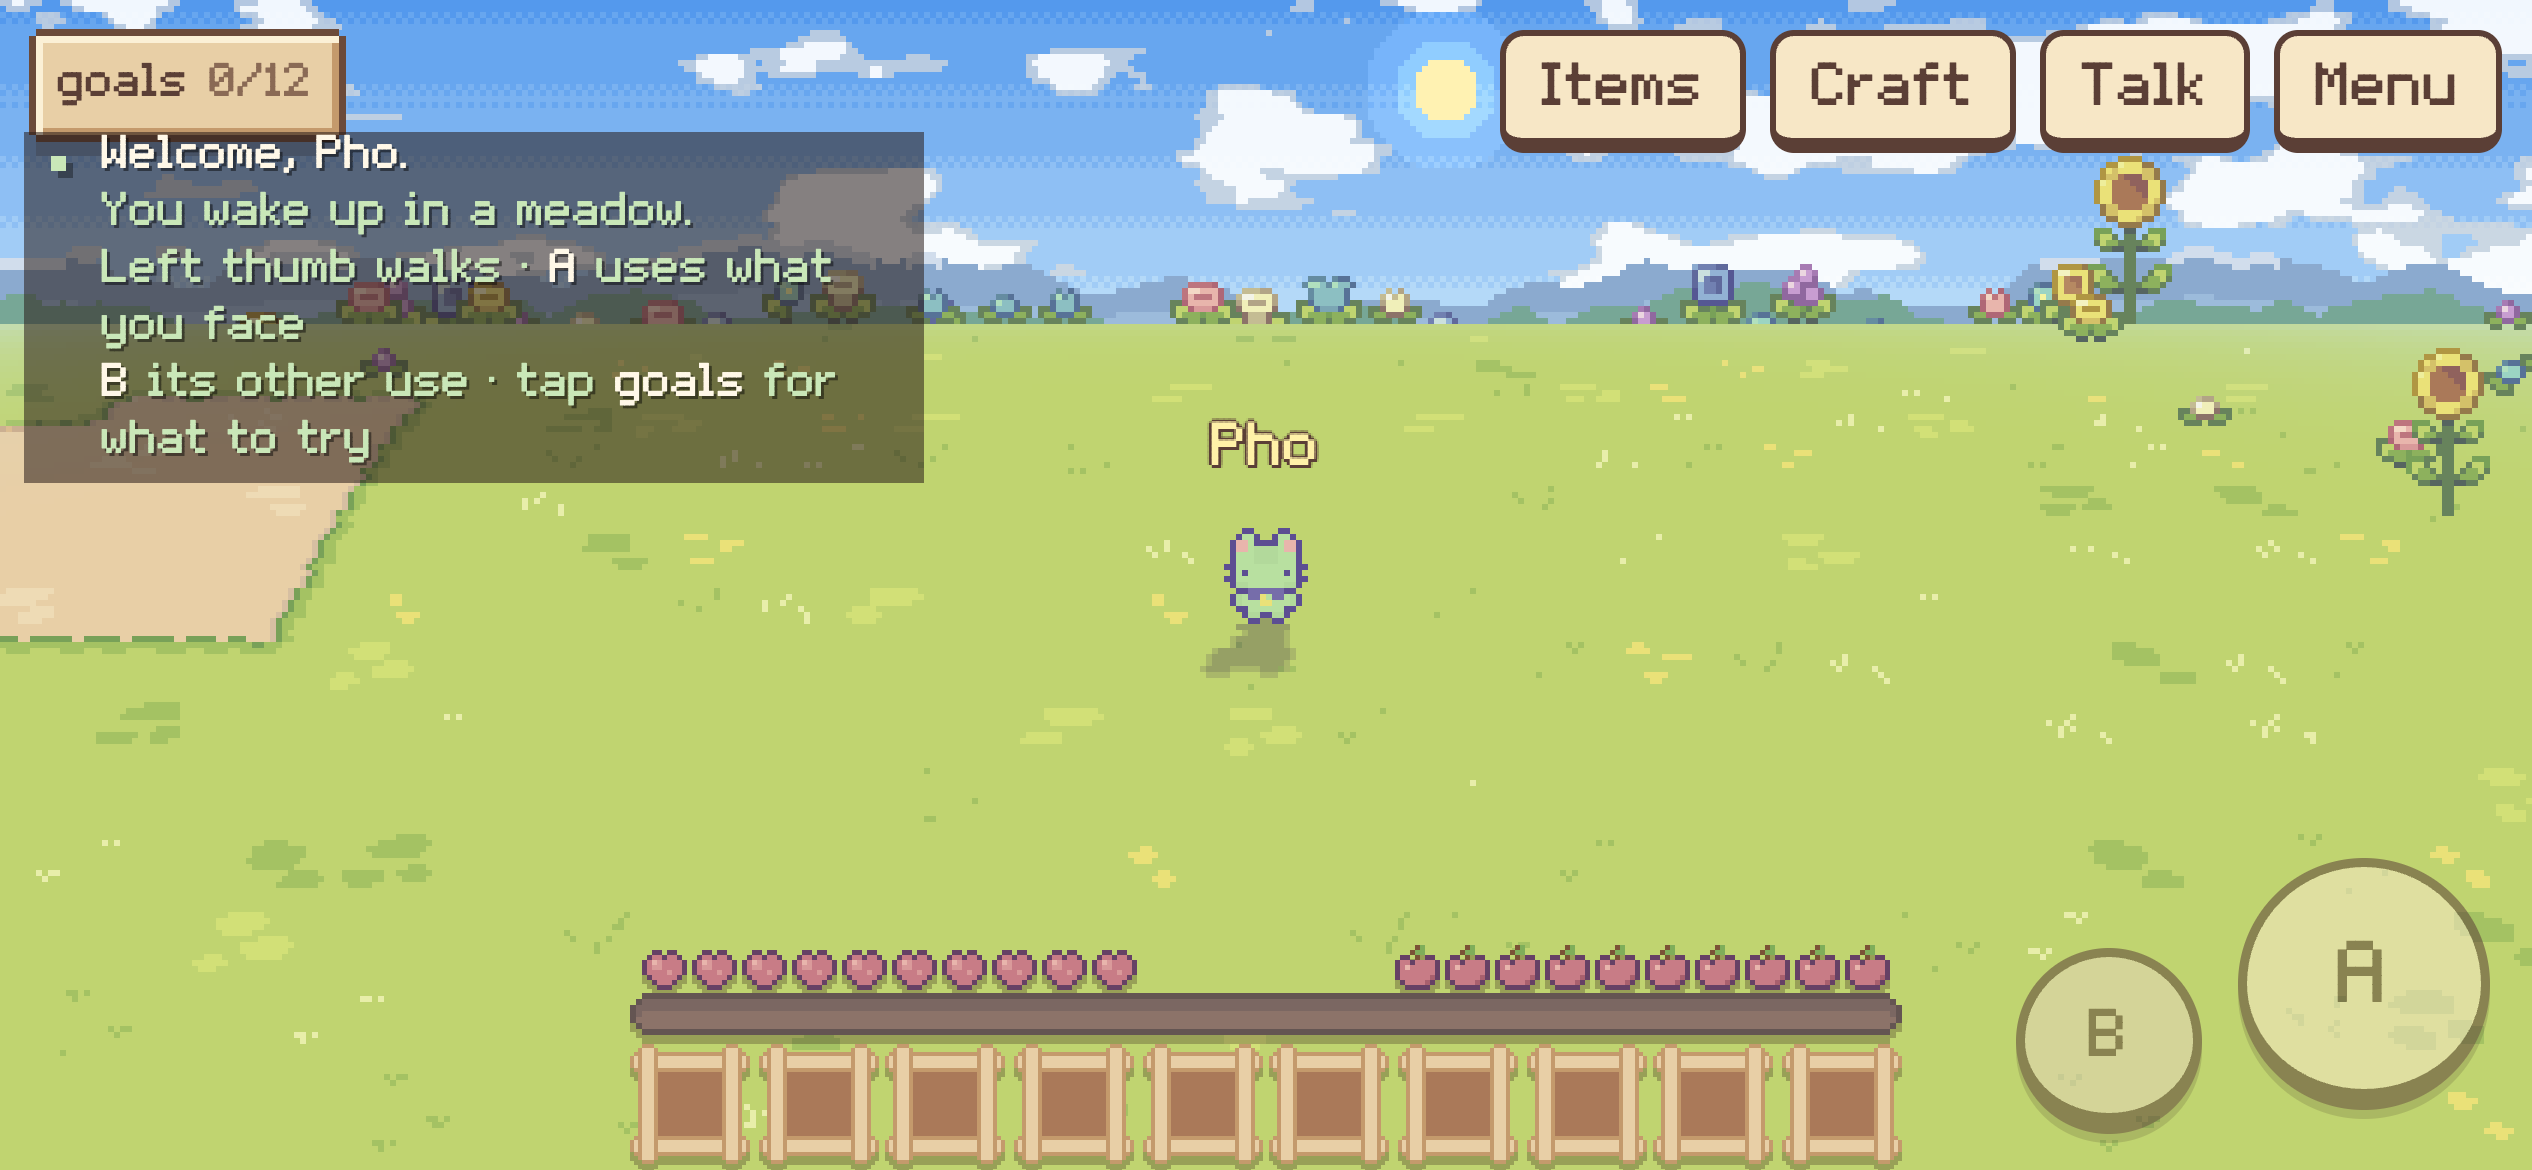 goals 0/12
Items
Craft
Talk
Menu
Welcome, Pho.
You wake up in a meadow.
Left thumb walks · A uses what
you face
B its other use · tap goals for
what to try
Pho
B
A